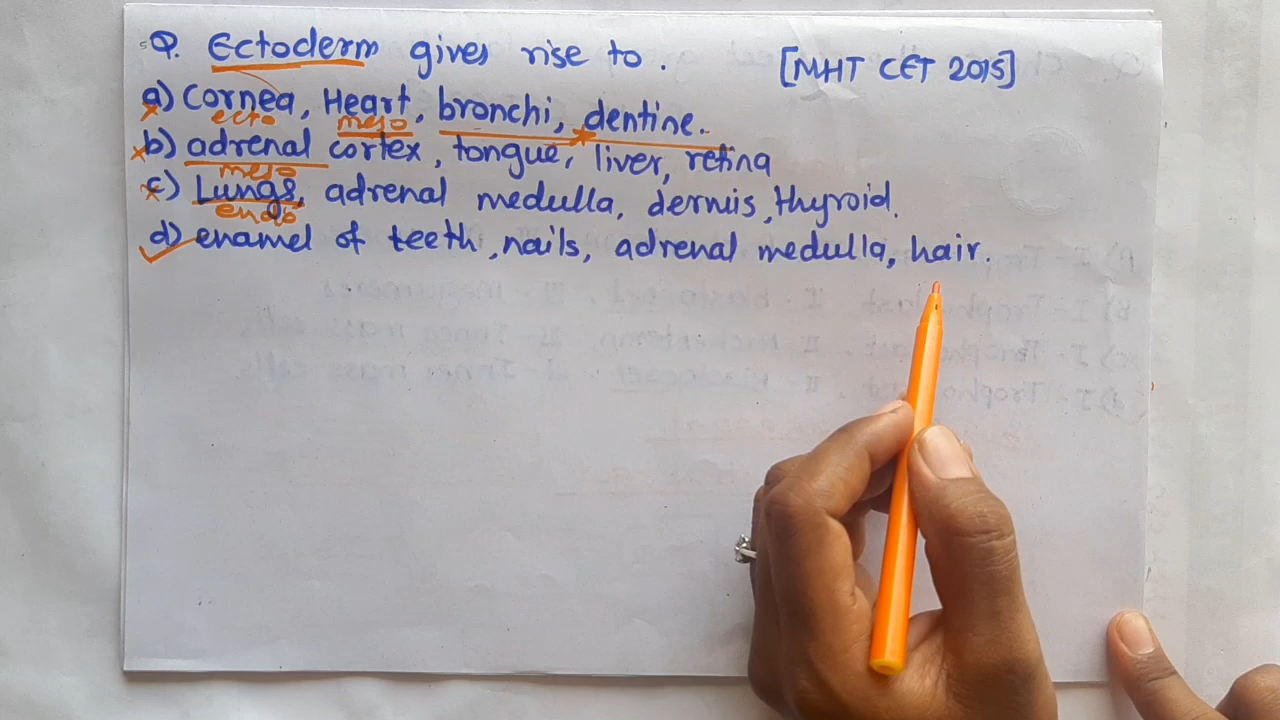 Q. Ectoderm gives rise to. [MHT CET 2015]
a) Cornea, Heart, bronchi, dentine.
ecto meso
b) adrenal cortex, tongue, liver, retina
meso
c) Lungs, adrenal medulla, dermis, thyroid.
endo
d) enamel of teeth, nails, adrenal medulla, hair.